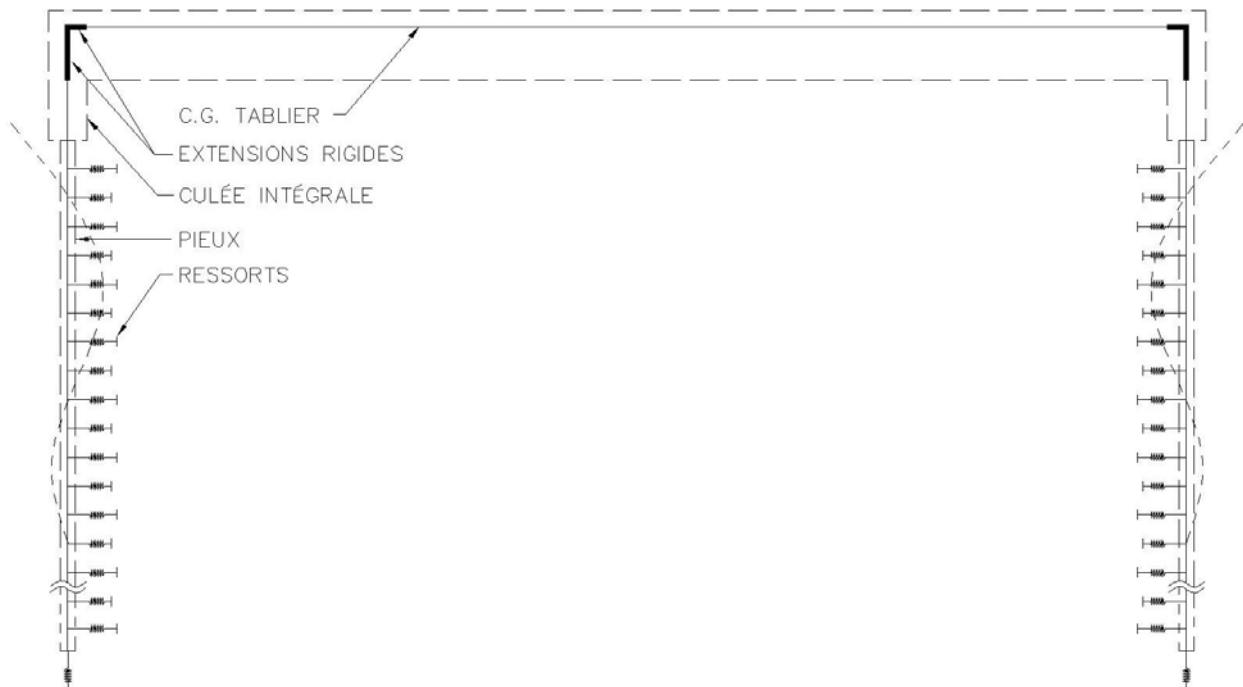 C.G. TABLIER
EXTENSIONS RIGIDES
CULÉE INTÉGRALE
PIEUX
RESSORTS